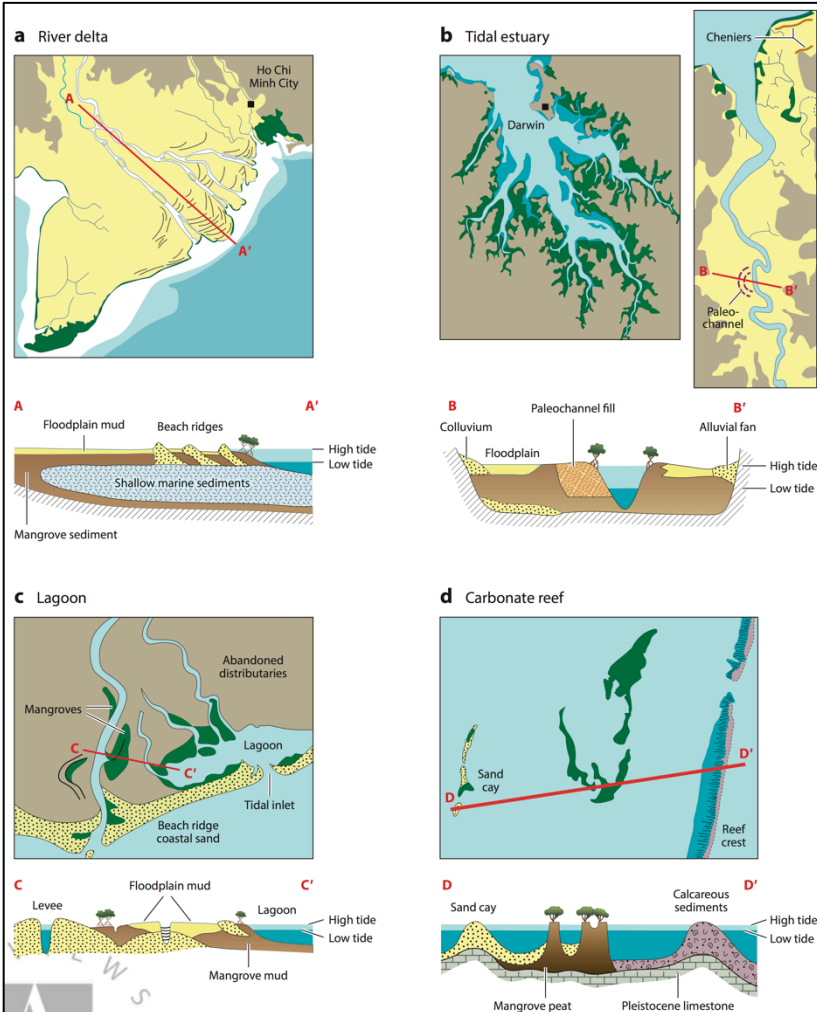 a River delta
Ho Chi
Minh City
A
A'
A
A'
Floodplain mud
Beach ridges
High tide
Low tide
Shallow marine sediments
Mangrove sediment
b Tidal estuary
Darwin
Cheniers
B
B'
Paleo-
channel
B
B'
Paleochannel fill
Colluvium
Floodplain
Alluvial fan
High tide
Low tide
c Lagoon
Abandoned
distributaries
Mangroves
C
C'
Lagoon
Tidal inlet
Beach ridge
coastal sand
C
C'
Floodplain mud
Levee
Lagoon
High tide
Low tide
Mangrove mud
E W S
A
d Carbonate reef
Sand
cay
D
D'
Reef
crest
D
D'
Sand cay
Calcareous
sediments
High tide
Low tide
Mangrove peat
Pleistocene limestone